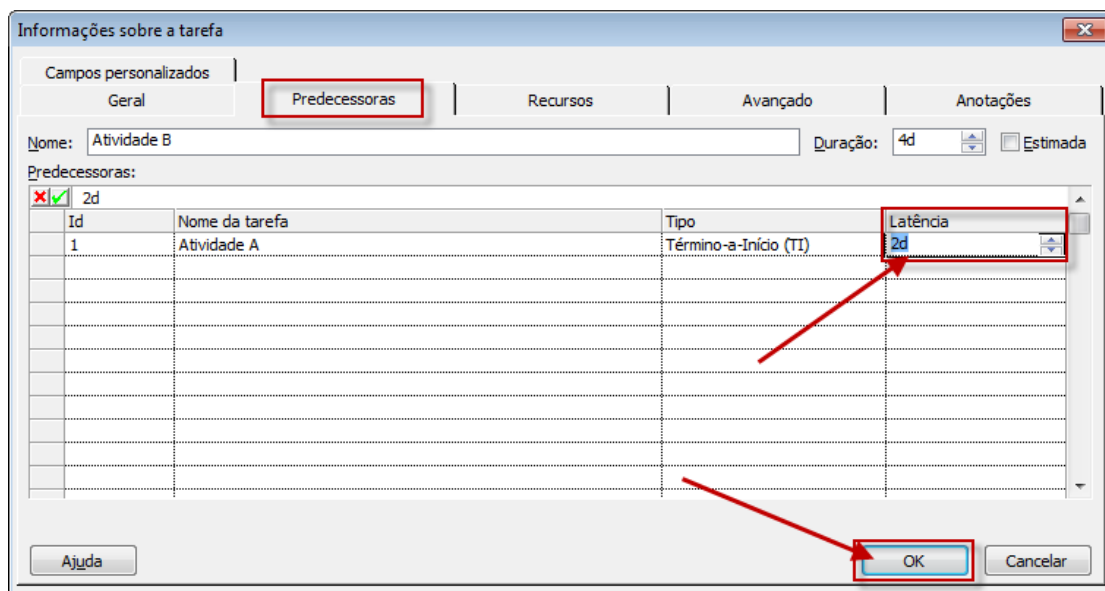 Informações sobre a tarefa
Campos personalizados
Geral Predecessoras Recursos Avançado Anotações
Nome: Atividade B Duração: 4d Estimada
Predecessoras:
2d
Id Nome da tarefa Tipo Latência
1 Atividade A Término-a-Início (TI) 2d
Ajuda OK Cancelar